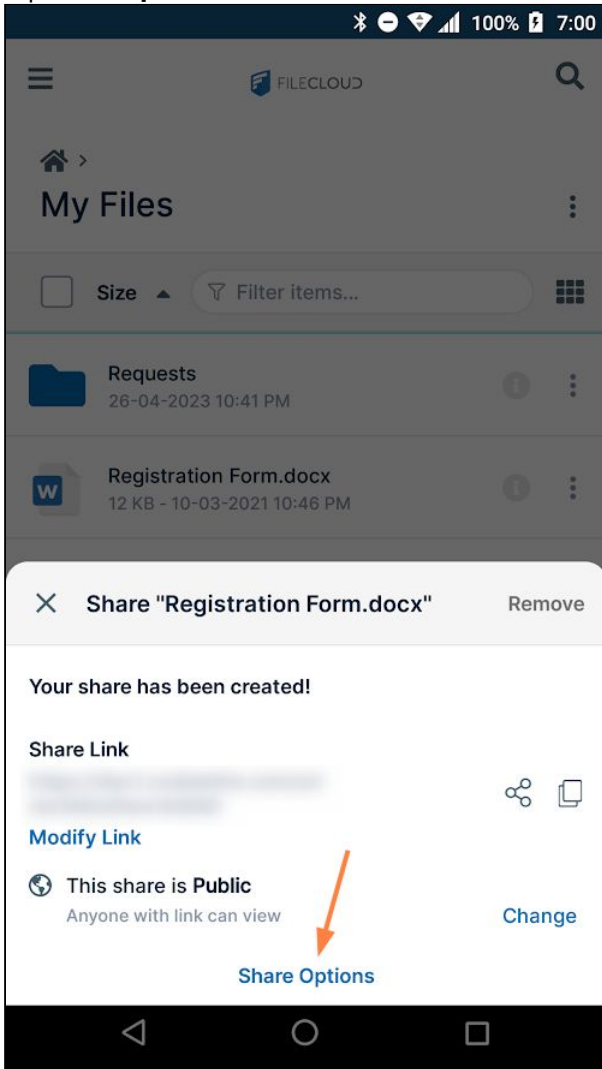 100% 7:00
FILECLOUD
My Files
Size Filter items...
Requests
26-04-2023 10:41 PM
W Registration Form.docx
12 KB - 10-03-2021 10:46 PM
Share "Registration Form.docx" Remove
Your share has been created!
Share Link
Modify Link
This share is Public
Anyone with link can view Change
Share Options